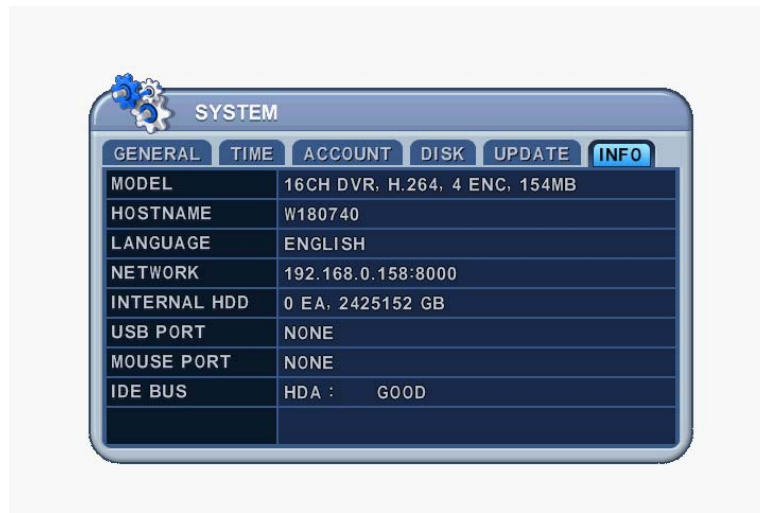 SYSTEM
GENERAL TIME ACCOUNT DISK UPDATE INFO
MODEL 16CH DVR, H.264, 4 ENC, 154MB
HOSTNAME W180740
LANGUAGE ENGLISH
NETWORK 192.168.0.158:8000
INTERNAL HDD 0 EA, 2425152 GB
USB PORT NONE
MOUSE PORT NONE
IDE BUS HDA : GOOD